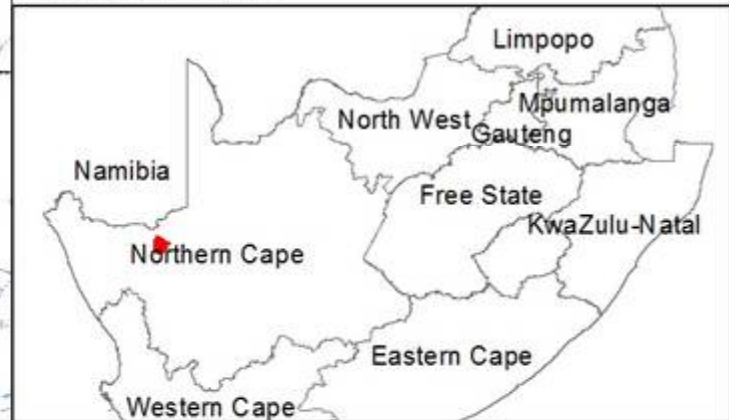 Limpopo
Mpumalanga
North West
Gauteng
Namibia
Free State
KwaZulu-Natal
Northern Cape
Eastern Cape
Western Cape